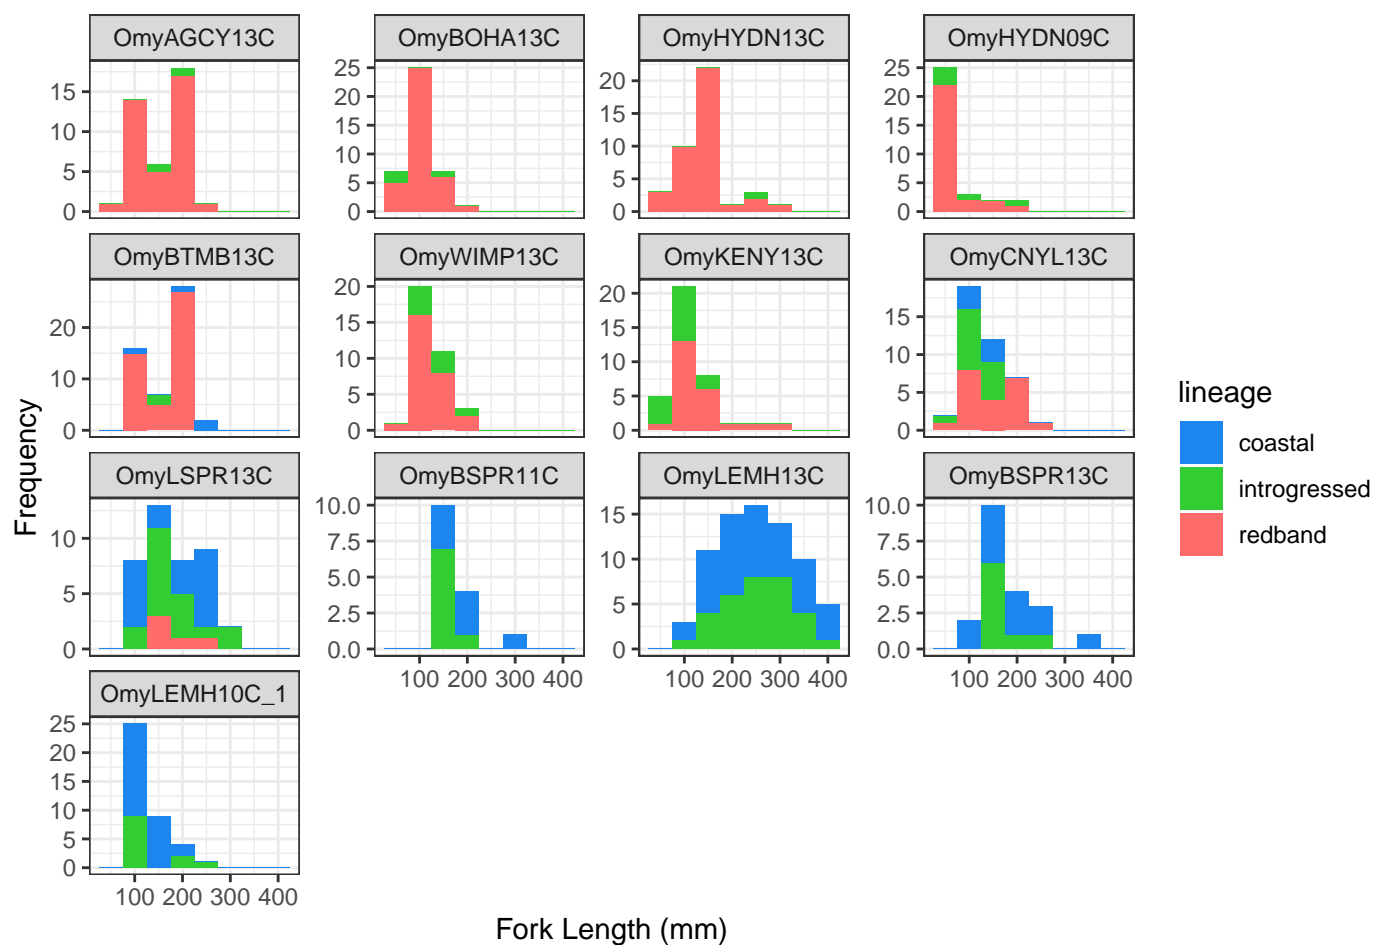 OmyAGCY13C OmyBOHA13C OmyHYDN13C OmyHYDN09C
15 10 5 0
25 20 15 10 5 0
20 15 10 5 0
25 20 15 10 5 0
OmyBTMB13C OmyWIMP13C OmyKENY13C OmyCNYL13C
20 10 0
20 15 10 5 0
20 15 10 5 0
15 10 5 0
OmyLSPR13C OmyBSPR11C OmyLEMH13C OmyBSPR13C
10 5 0
10.0 7.5 5.0 2.5 0.0
15 10 5 0
10.0 7.5 5.0 2.5 0.0
100 200 300 400
100 200 300 400
100 200 300 400
OmyLEMH10C_1
25 20 15 10 5 0
100 200 300 400
Frequency
Fork Length (mm)
lineage
coastal
introgressed
redband